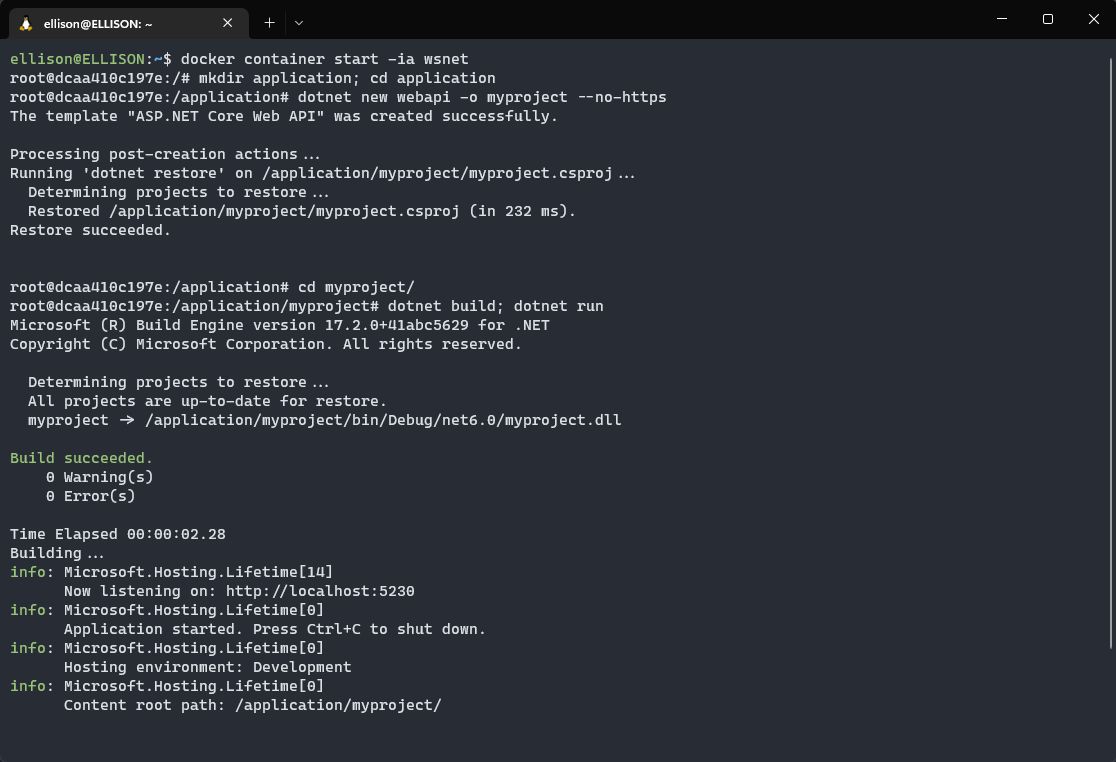 ellison@ELLISON: ~
ellison@ELLISON:~$ docker container start -ia wsnet
root@dcaa410c197e:/# mkdir application; cd application
root@dcaa410c197e:/application# dotnet new webapi -o myproject --no-https
The template "ASP.NET Core Web API" was created successfully.
Processing post-creation actions...
Running 'dotnet restore' on /application/myproject/myproject.csproj...
  Determining projects to restore...
  Restored /application/myproject/myproject.csproj (in 232 ms).
Restore succeeded.
root@dcaa410c197e:/application# cd myproject/
root@dcaa410c197e:/application/myproject# dotnet build; dotnet run
Microsoft (R) Build Engine version 17.2.0+41abc5629 for .NET
Copyright (C) Microsoft Corporation. All rights reserved.
  Determining projects to restore...
  All projects are up-to-date for restore.
  myproject -> /application/myproject/bin/Debug/net6.0/myproject.dll
Build succeeded.
    0 Warning(s)
    0 Error(s)
Time Elapsed 00:00:02.28
Building...
info: Microsoft.Hosting.Lifetime[14]
      Now listening on: http://localhost:5230
info: Microsoft.Hosting.Lifetime[0]
      Application started. Press Ctrl+C to shut down.
info: Microsoft.Hosting.Lifetime[0]
      Hosting environment: Development
info: Microsoft.Hosting.Lifetime[0]
      Content root path: /application/myproject/